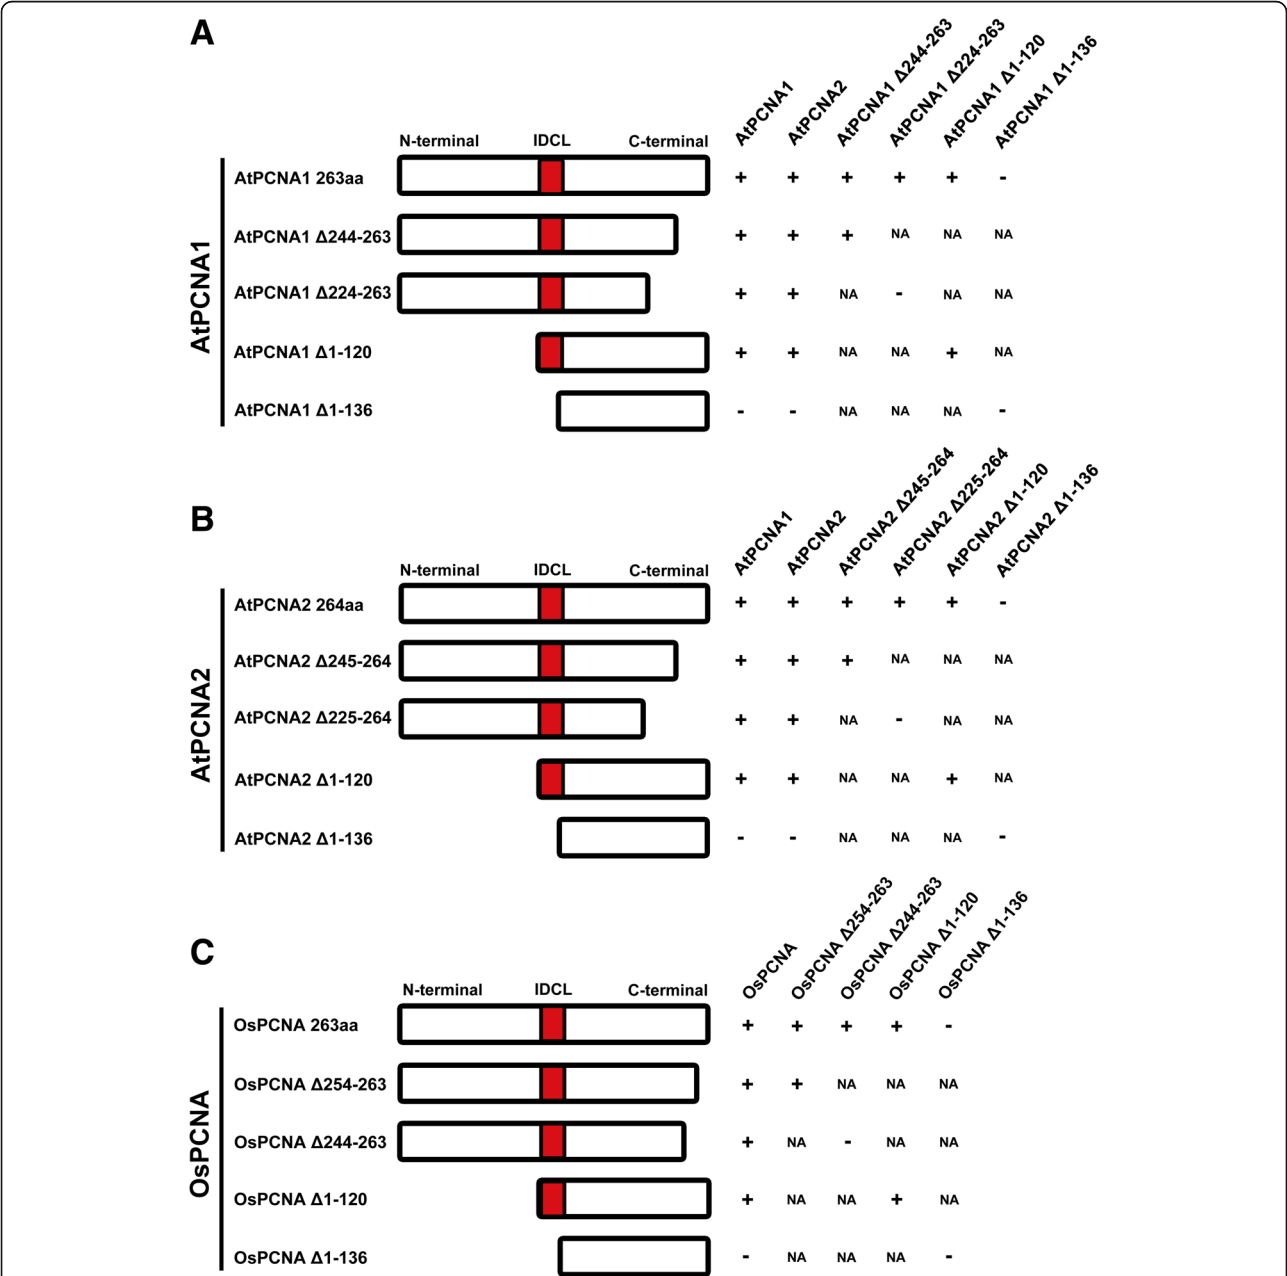 A
AtPCNA1
AtPCNA2
AtPCNA1 Δ244-263
AtPCNA1 Δ224-263
AtPCNA1 Δ1-120
AtPCNA1 Δ1-136
N-terminal IDCL C-terminal
AtPCNA1
AtPCNA1 263aa + + + + + -
AtPCNA1 Δ244-263 + + + NA NA NA
AtPCNA1 Δ224-263 + + NA - NA NA
AtPCNA1 Δ1-120 + + NA NA + NA
AtPCNA1 Δ1-136 - - NA NA NA -
B
AtPCNA1
AtPCNA2
AtPCNA2 Δ245-264
AtPCNA2 Δ225-264
AtPCNA2 Δ1-120
AtPCNA2 Δ1-136
N-terminal IDCL C-terminal
AtPCNA2
AtPCNA2 264aa + + + + + -
AtPCNA2 Δ245-264 + + + NA NA NA
AtPCNA2 Δ225-264 + + NA - NA NA
AtPCNA2 Δ1-120 + + NA NA + NA
AtPCNA2 Δ1-136 - - NA NA NA -
C
OsPCNA
OsPCNA Δ254-263
OsPCNA Δ244-263
OsPCNA Δ1-120
OsPCNA Δ1-136
N-terminal IDCL C-terminal
OsPCNA
OsPCNA 263aa + + + + -
OsPCNA Δ254-263 + + NA NA NA
OsPCNA Δ244-263 + NA - NA NA
OsPCNA Δ1-120 + NA NA + NA
OsPCNA Δ1-136 - NA NA NA -